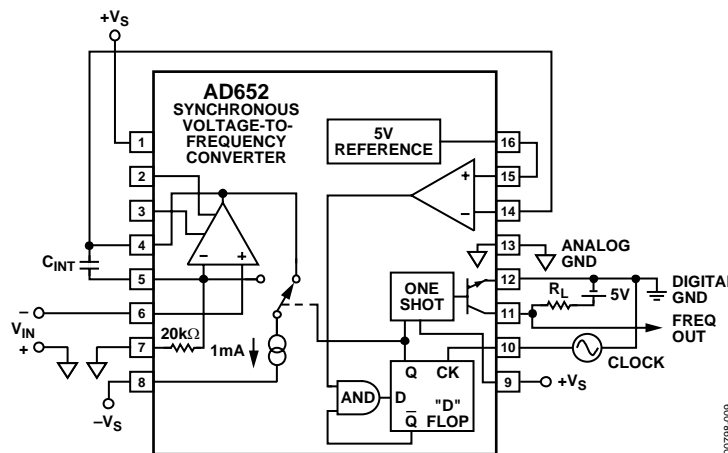 +VS
AD652
SYNCHRONOUS
VOLTAGE-TO-
FREQUENCY
CONVERTER
5V
REFERENCE
1
2
3
4
5
6
7
8
16
15
14
13
12
11
10
9
+
–
–
+
CINT
–
VIN
+
20kΩ
1mA
–VS
ONE
SHOT
AND
D
Q
CK
"D"
FLOP
Q
ANALOG
GND
DIGITAL
GND
RL
5V
FREQ
OUT
CLOCK
+VS
00798-009